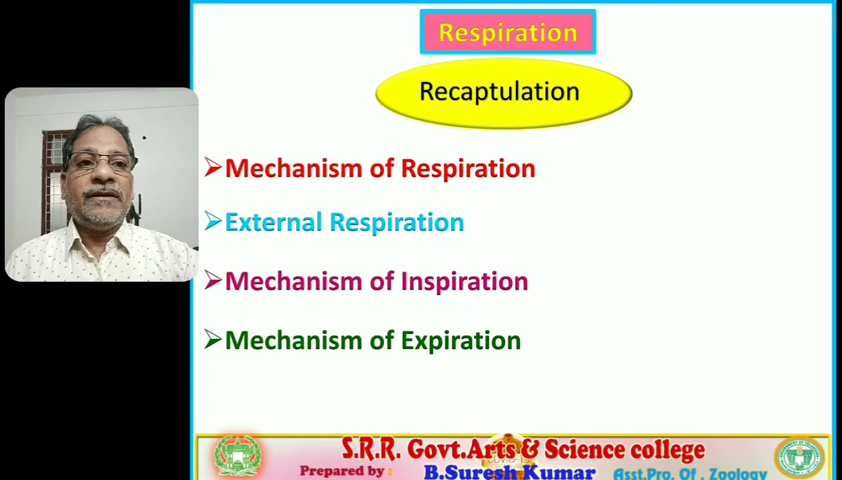 Respiration
Recaptulation
Mechanism of Respiration
External Respiration
Mechanism of Inspiration
Mechanism of Expiration
S.R.R. Govt.Arts & Science college
Prepared by : B.Suresh Kumar Asst.Pro. Of . Zoology